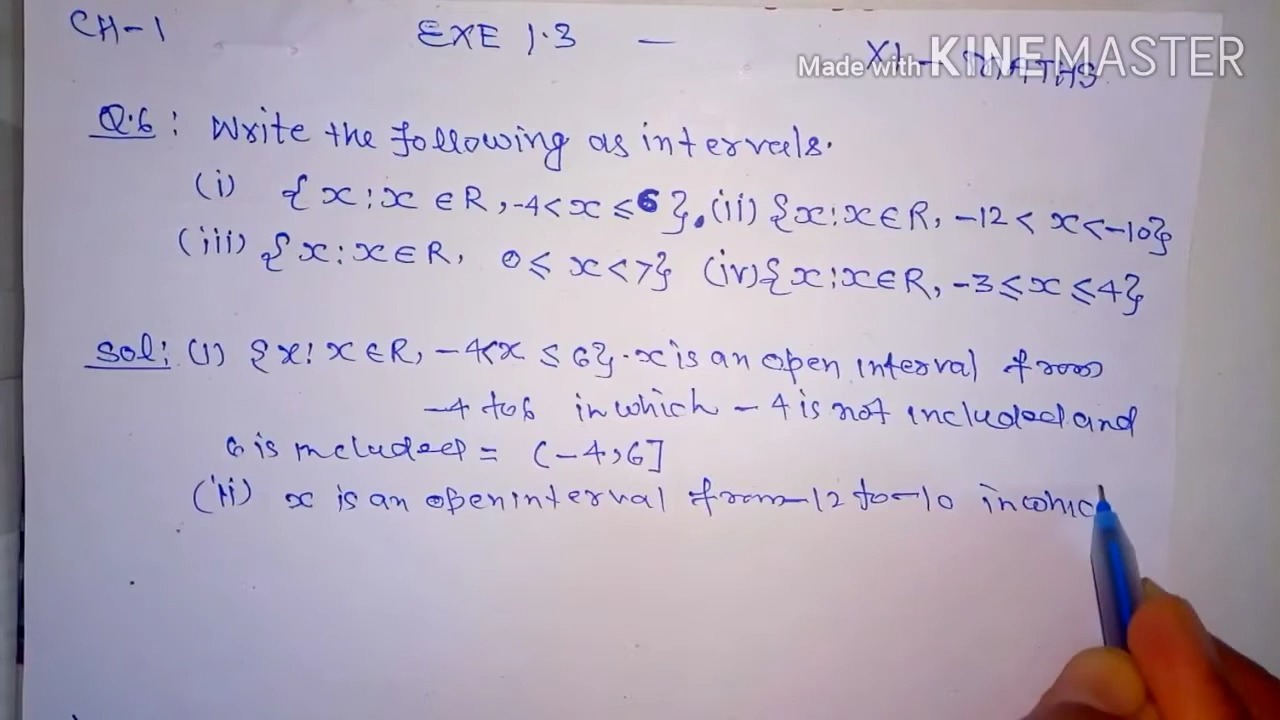 CH-1 EXE 1.3 — XI - MATHS
Made with KINEMASTER
Q.6: Write the following as intervals.
(i) {x:x ∈R, -4< x ≤ 6}. (ii) {x:x∈R, -12 < x<-10}
(iii) {x:x∈R, 0≤ x<7} (iv) {x:x∈R, -3 ≤ x ≤ 4}
Sol: (i) {x: x ∈R, -4<x ≤ 6}. x is an open interval from
-4 to 6 in which -4 is not included and
6 is included = (-4,6]
(ii) x is an open interval from -12 to -10 in whic